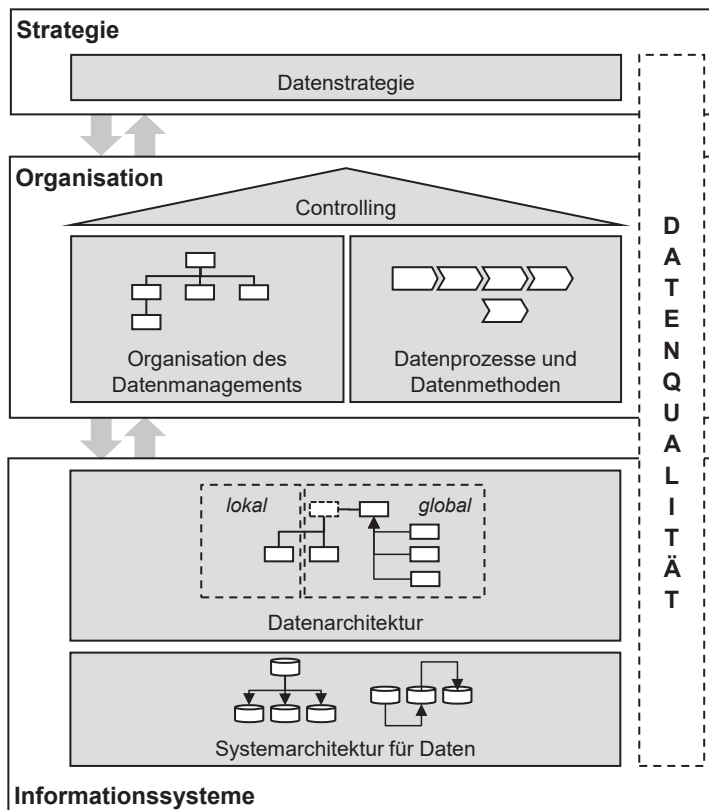 Strategie
Datenstrategie
Organisation
Controlling
Organisation des
Datenmanagements
Datenprozesse und
Datenmethoden
lokal
global
Datenarchitektur
Systemarchitektur für Daten
Informationssysteme
D
A
T
E
N
Q
U
A
L
I
T
Ä
T